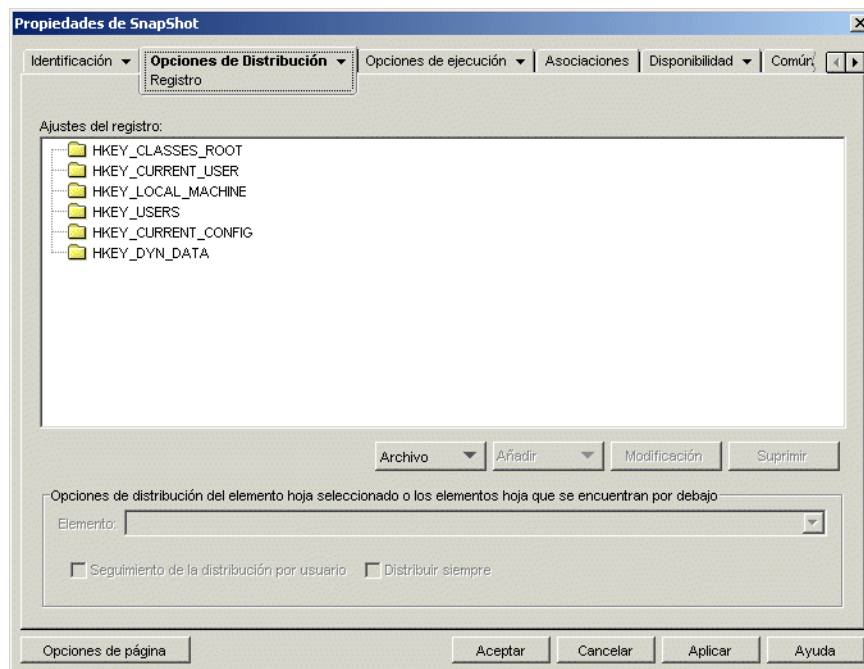 Propiedades de SnapShot
Identificación Opciones de Distribución Opciones de ejecución Asociaciones Disponibilidad Común
Registro
Ajustes del registro:
HKEY_CLASSES_ROOT
HKEY_CURRENT_USER
HKEY_LOCAL_MACHINE
HKEY_USERS
HKEY_CURRENT_CONFIG
HKEY_DYN_DATA
Archivo Añadir Modificación Suprimir
Opciones de distribución del elemento hoja seleccionado o los elementos hoja que se encuentran por debajo
Elemento:
Seguimiento de la distribución por usuario Distribuir siempre
Opciones de página Aceptar Cancelar Aplicar Ayuda